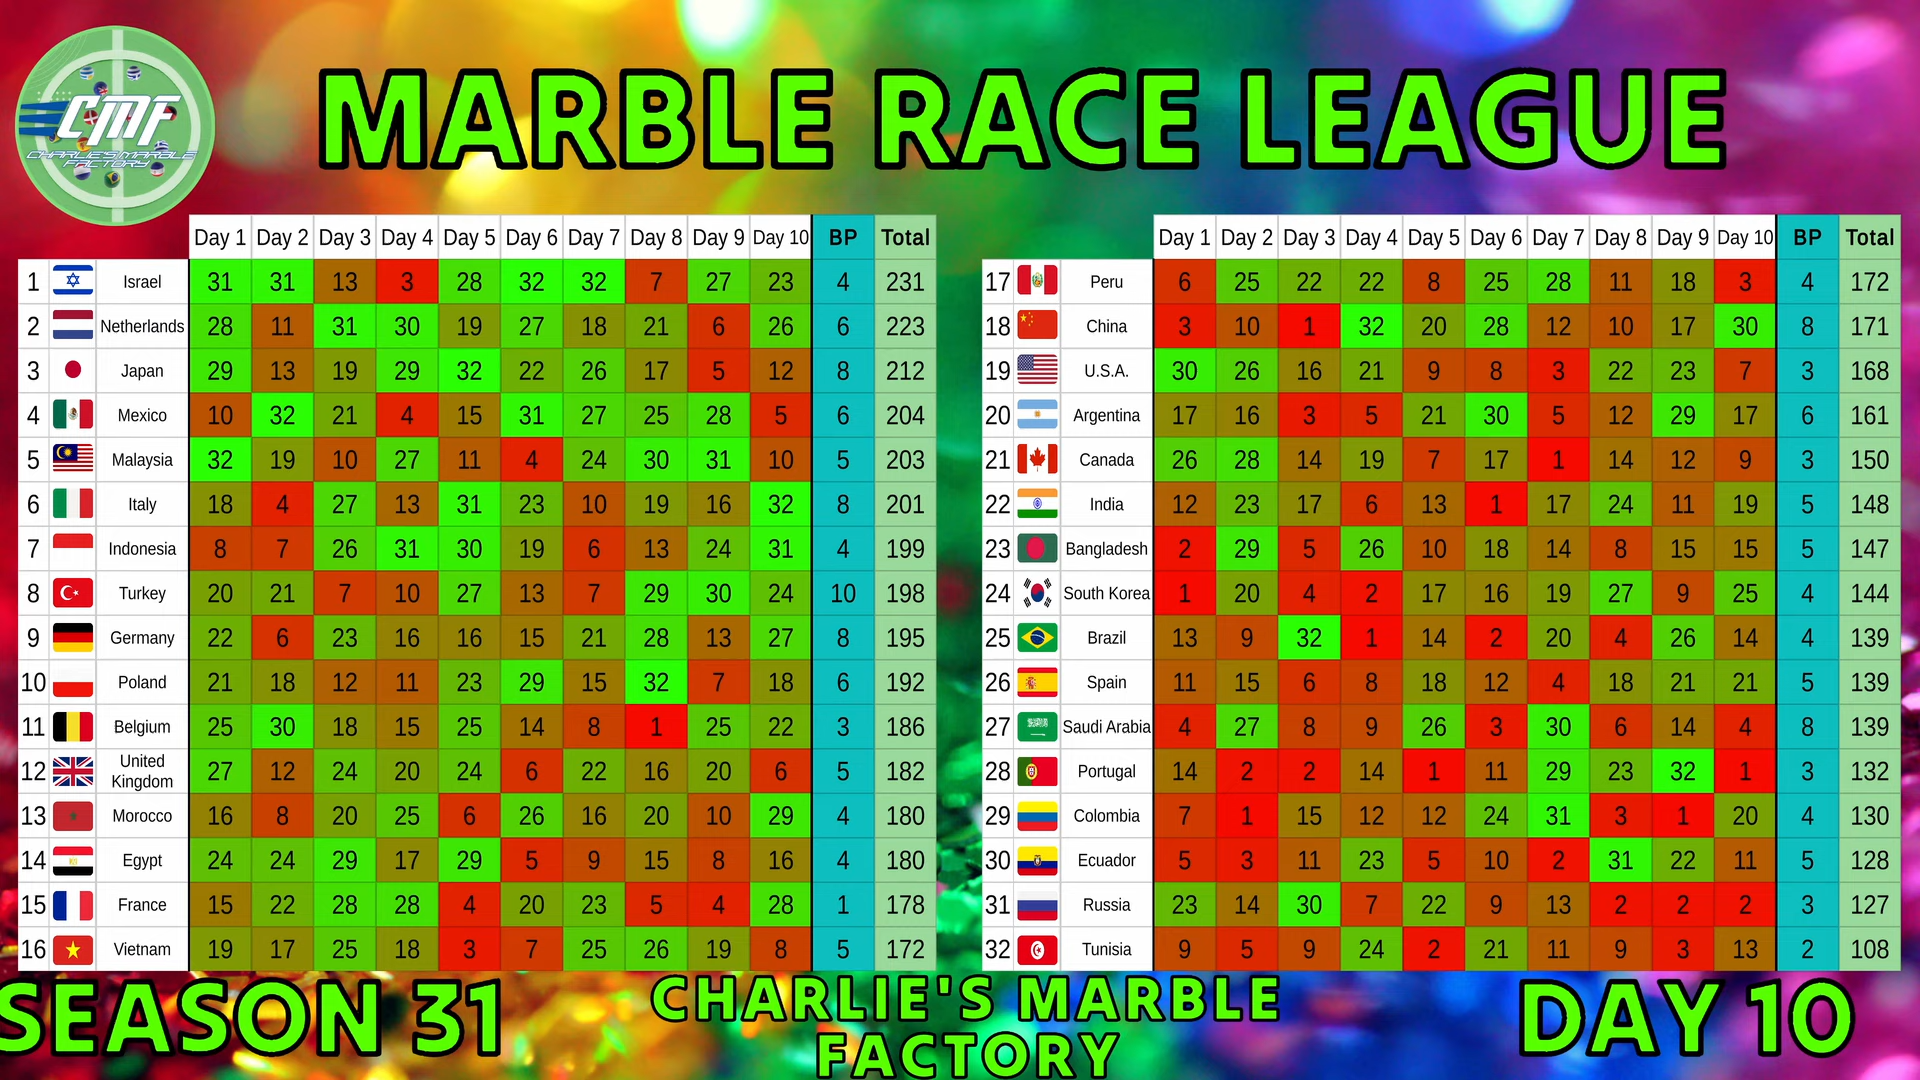 CMF
CHARLIES MARBLE
FACTORY
MARBLE RACE LEAGUE
Day 1 Day 2 Day 3 Day 4 Day 5 Day 6 Day 7 Day 8 Day 9 Day 10 BP Total
1 Israel 31 31 13 3 28 32 32 7 27 23 4 231
2 Netherlands 28 11 31 30 19 27 18 21 6 26 6 223
3 Japan 29 13 19 29 32 22 26 17 5 12 8 212
4 Mexico 10 32 21 4 15 31 27 25 28 5 6 204
5 Malaysia 32 19 10 27 11 4 24 30 31 10 5 203
6 Italy 18 4 27 13 31 23 10 19 16 32 8 201
7 Indonesia 8 7 26 31 30 19 6 13 24 31 4 199
8 Turkey 20 21 7 10 27 13 7 29 30 24 10 198
9 Germany 22 6 23 16 16 15 21 28 13 27 8 195
10 Poland 21 18 12 11 23 29 15 32 7 18 6 192
11 Belgium 25 30 18 15 25 14 8 1 25 22 3 186
12 United Kingdom 27 12 24 20 24 6 22 16 20 6 5 182
13 Morocco 16 8 20 25 6 26 16 20 10 29 4 180
14 Egypt 24 24 29 17 29 5 9 15 8 16 4 180
15 France 15 22 28 28 4 20 23 5 4 28 1 178
16 Vietnam 19 17 25 18 3 7 25 26 19 8 5 172
Day 1 Day 2 Day 3 Day 4 Day 5 Day 6 Day 7 Day 8 Day 9 Day 10 BP Total
17 Peru 6 25 22 22 8 25 28 11 18 3 4 172
18 China 3 10 1 32 20 28 12 10 17 30 8 171
19 U.S.A. 30 26 16 21 9 8 3 22 23 7 3 168
20 Argentina 17 16 3 5 21 30 5 12 29 17 6 161
21 Canada 26 28 14 19 7 17 1 14 12 9 3 150
22 India 12 23 17 6 13 1 17 24 11 19 5 148
23 Bangladesh 2 29 5 26 10 18 14 8 15 15 5 147
24 South Korea 1 20 4 2 17 16 19 27 9 25 4 144
25 Brazil 13 9 32 1 14 2 20 4 26 14 4 139
26 Spain 11 15 6 8 18 12 4 18 21 21 5 139
27 Saudi Arabia 4 27 8 9 26 3 30 6 14 4 8 139
28 Portugal 14 2 2 14 1 11 29 23 32 1 3 132
29 Colombia 7 1 15 12 12 24 31 3 1 20 4 130
30 Ecuador 5 3 11 23 5 10 2 31 22 11 5 128
31 Russia 23 14 30 7 22 9 13 2 2 2 3 127
32 Tunisia 9 5 9 24 2 21 11 9 3 13 2 108
SEASON 31
CHARLIE'S MARBLE
FACTORY
DAY 10